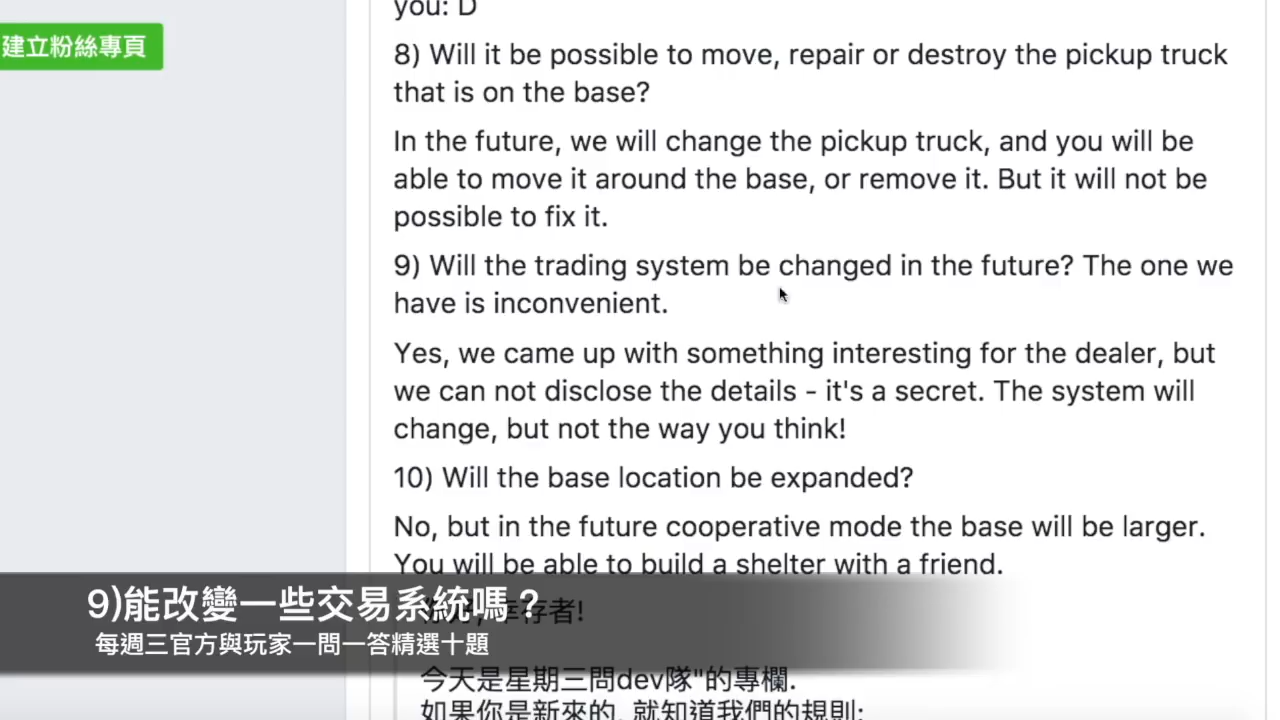 you: D
建立粉絲專頁
8) Will it be possible to move, repair or destroy the pickup truck
that is on the base?
In the future, we will change the pickup truck, and you will be
able to move it around the base, or remove it. But it will not be
possible to fix it.
9) Will the trading system be changed in the future? The one we
have is inconvenient.
Yes, we came up with something interesting for the dealer, but
we can not disclose the details - it's a secret. The system will
change, but not the way you think!
10) Will the base location be expanded?
No, but in the future cooperative mode the base will be larger.
You will be able to build a shelter with a friend.
9)能改變一些交易系統嗎？
存者!
每週三官方與玩家一問一答精選十題
今天是星期三問dev隊"的專欄.
如果你是新來的, 就知道我們的規則: